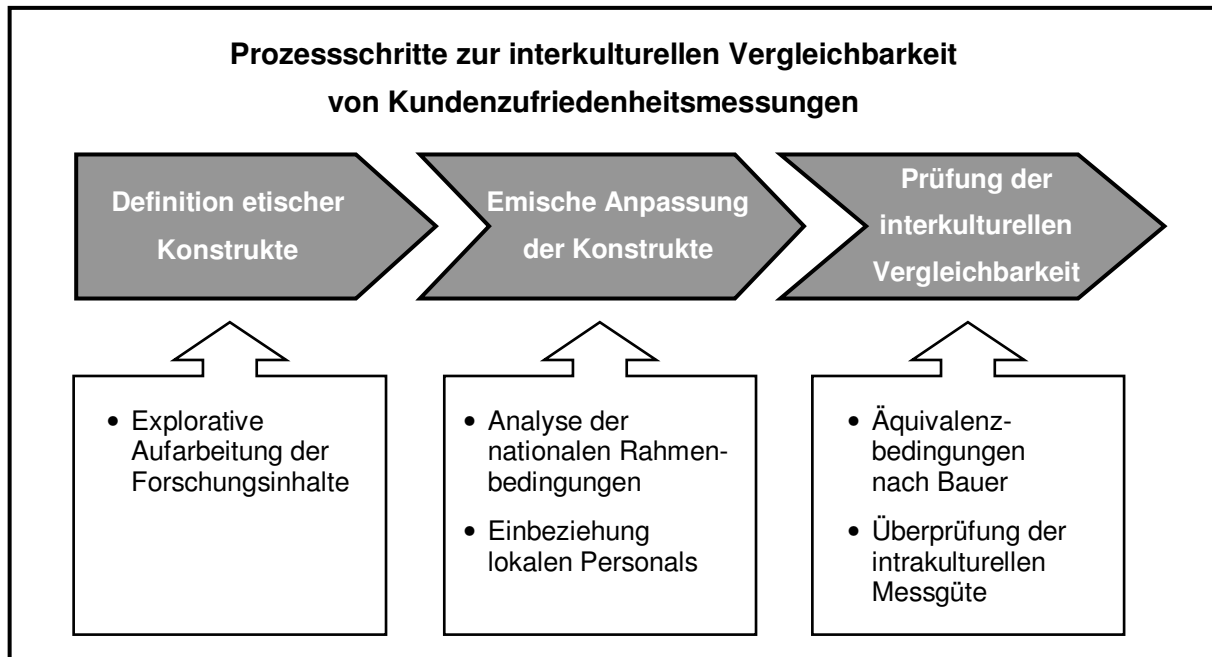 Prozessschritte zur interkulturellen Vergleichbarkeit
von Kundenzufriedenheitsmessungen
Definition etischer
Konstrukte
Emische Anpassung
der Konstrukte
Prüfung der
interkulturellen
Vergleichbarkeit
• Explorative
Aufarbeitung der
Forschungsinhalte
• Analyse der
nationalen Rahmen-
bedingungen
• Einbeziehung
lokalen Personals
• Äquivalenz-
bedingungen
nach Bauer
• Überprüfung der
intrakulturellen
Messgüte